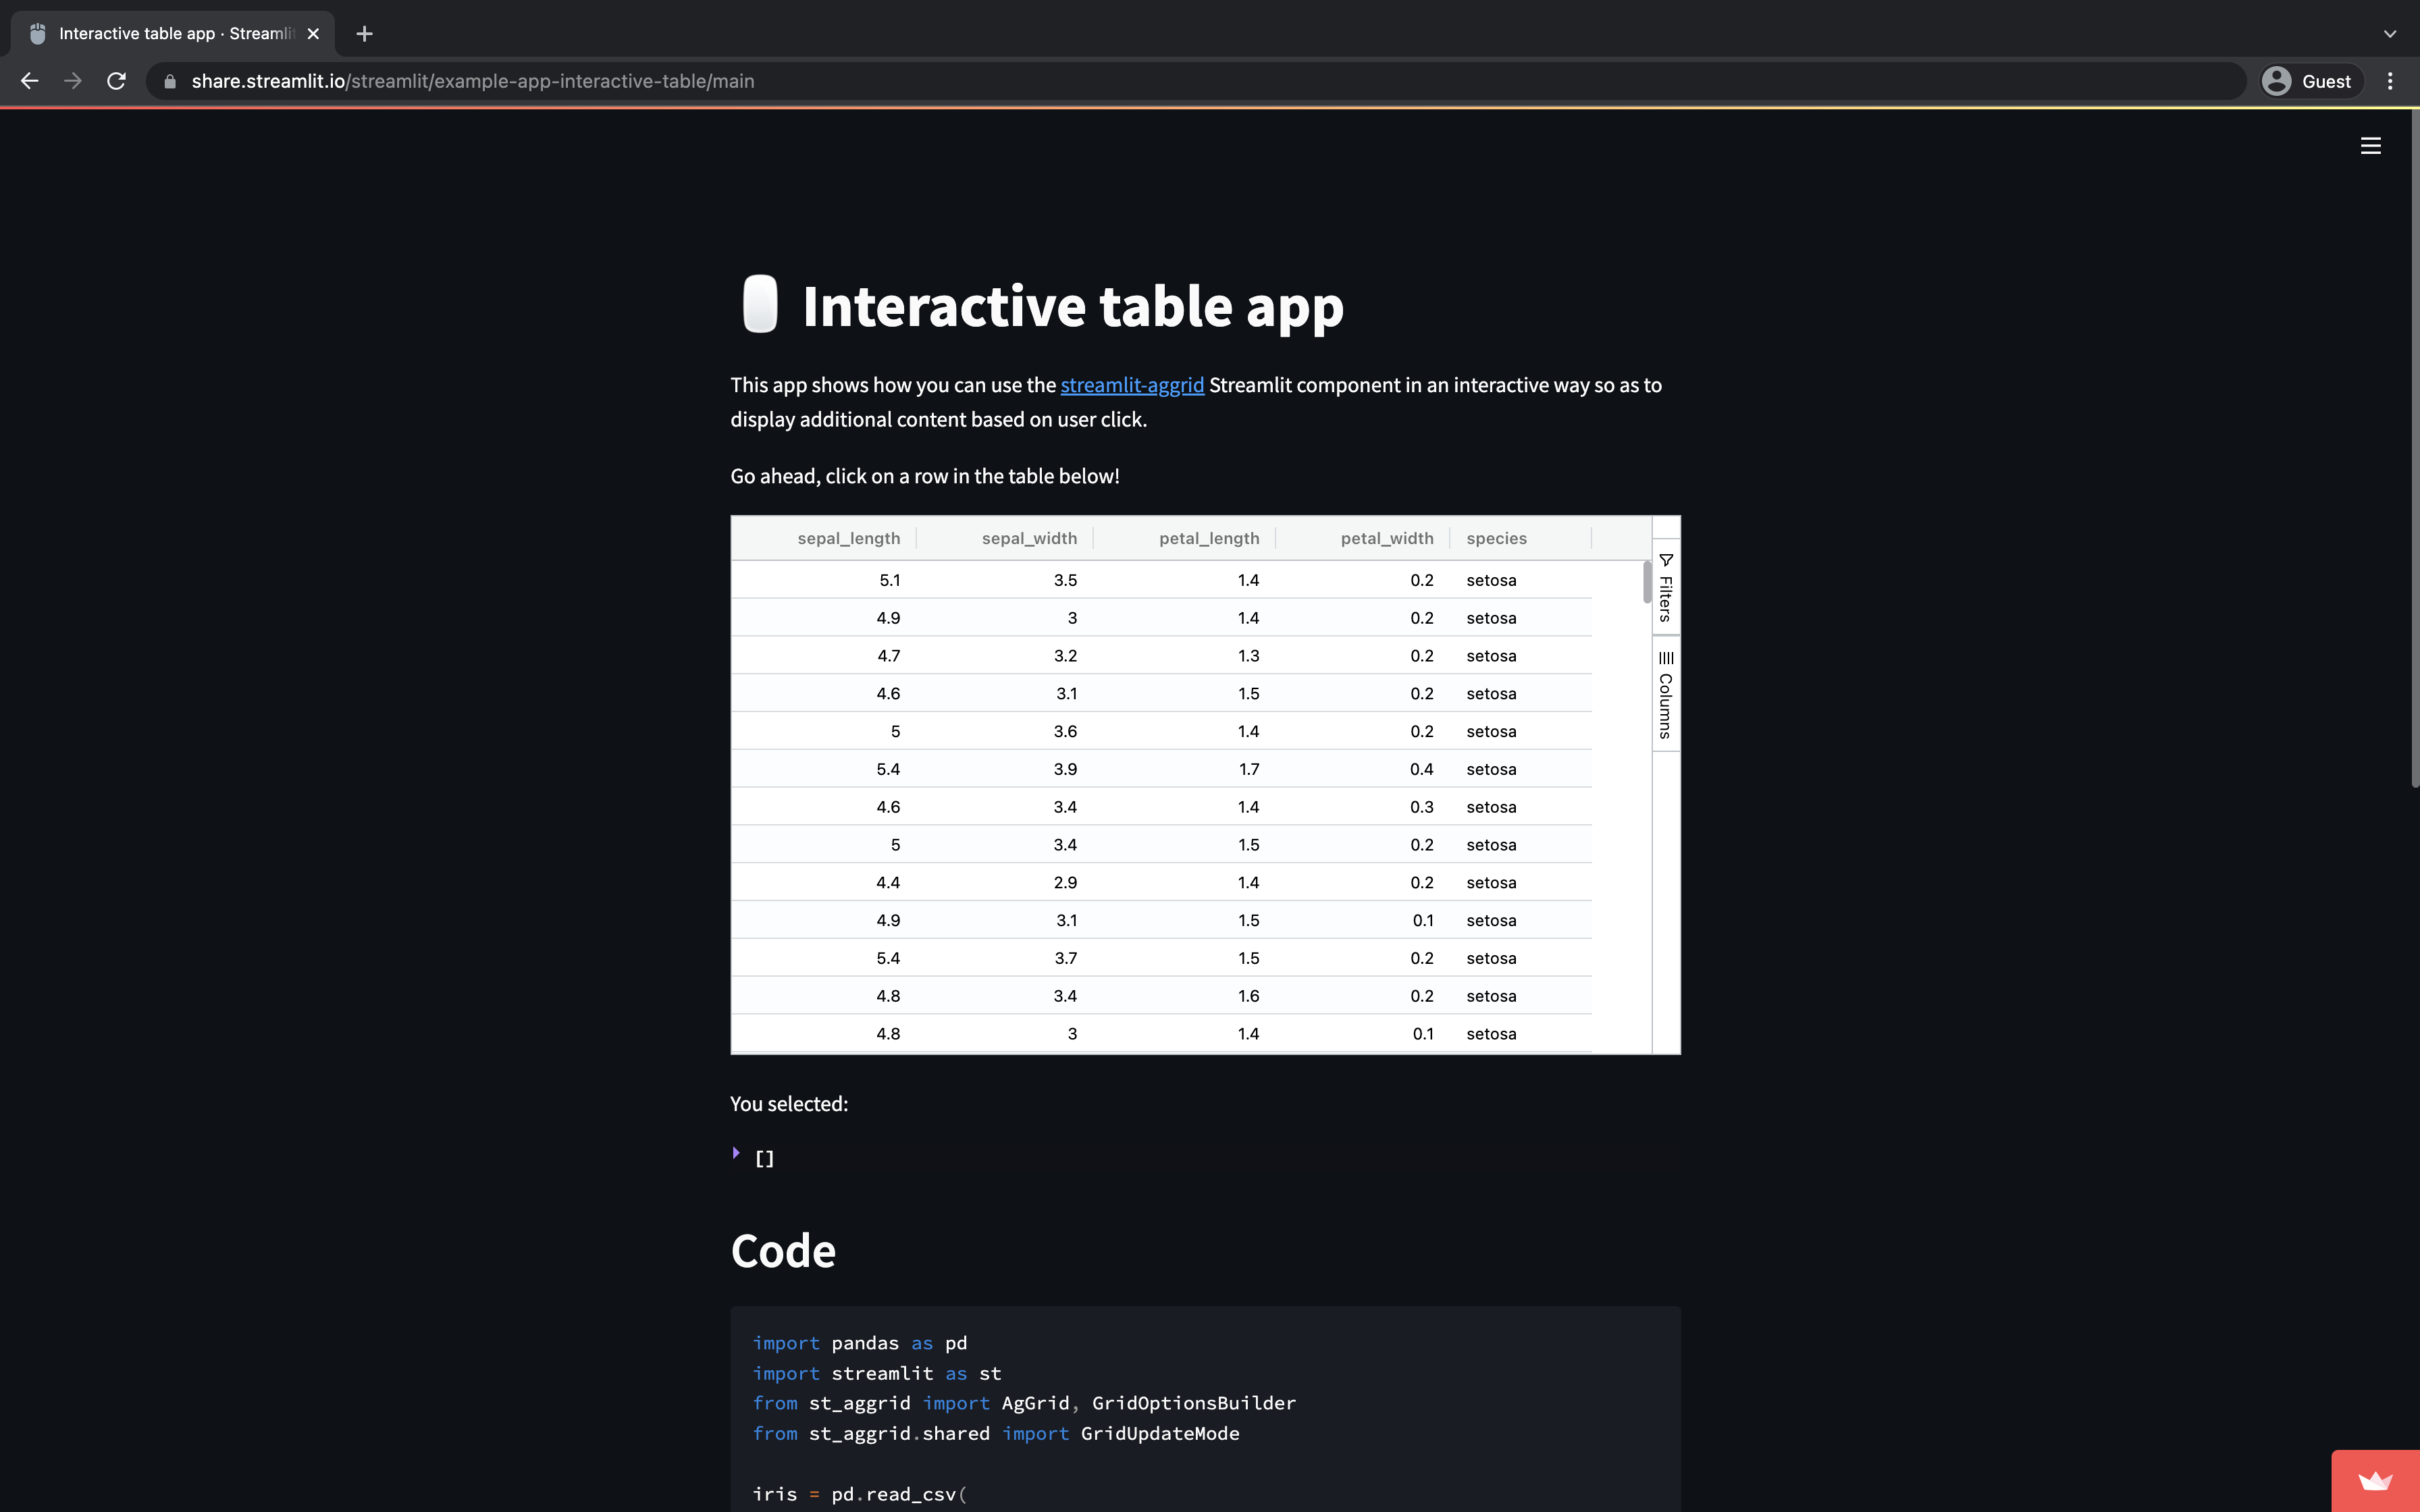 Interactive table app · Streamlit
share.streamlit.io/streamlit/example-app-interactive-table/main
Guest
Interactive table app
This app shows how you can use the streamlit-aggrid Streamlit component in an interactive way so as to
display additional content based on user click.
Go ahead, click on a row in the table below!
sepal_length sepal_width petal_length petal_width species
5.1 3.5 1.4 0.2 setosa
4.9 3 1.4 0.2 setosa
4.7 3.2 1.3 0.2 setosa
4.6 3.1 1.5 0.2 setosa
5 3.6 1.4 0.2 setosa
5.4 3.9 1.7 0.4 setosa
4.6 3.4 1.4 0.3 setosa
5 3.4 1.5 0.2 setosa
4.4 2.9 1.4 0.2 setosa
4.9 3.1 1.5 0.1 setosa
5.4 3.7 1.5 0.2 setosa
4.8 3.4 1.6 0.2 setosa
4.8 3 1.4 0.1 setosa
Filters
Columns
You selected:
[]
Code
import pandas as pd
import streamlit as st
from st_aggrid import AgGrid, GridOptionsBuilder
from st_aggrid.shared import GridUpdateMode
iris = pd.read_csv(